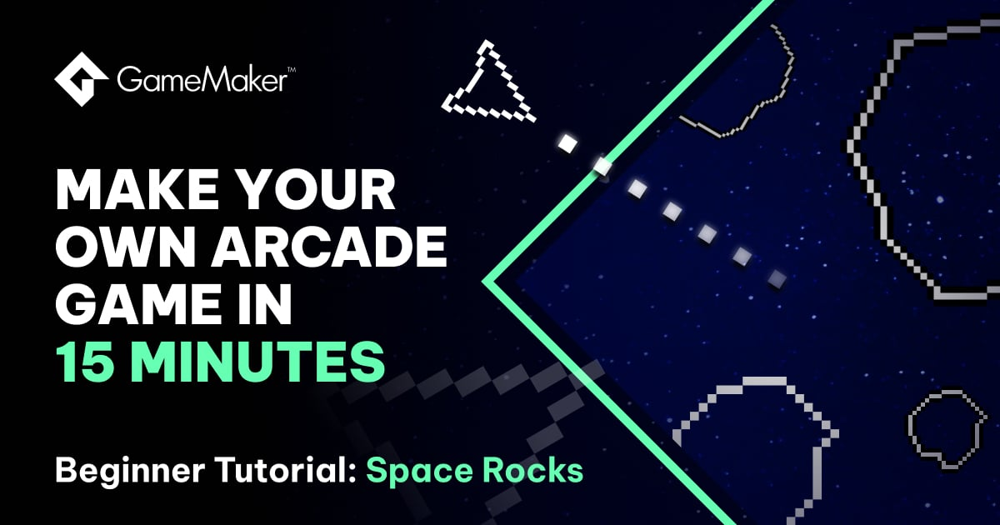 GameMaker™
MAKE YOUR
OWN ARCADE
GAME IN
15 MINUTES
Beginner Tutorial: Space Rocks